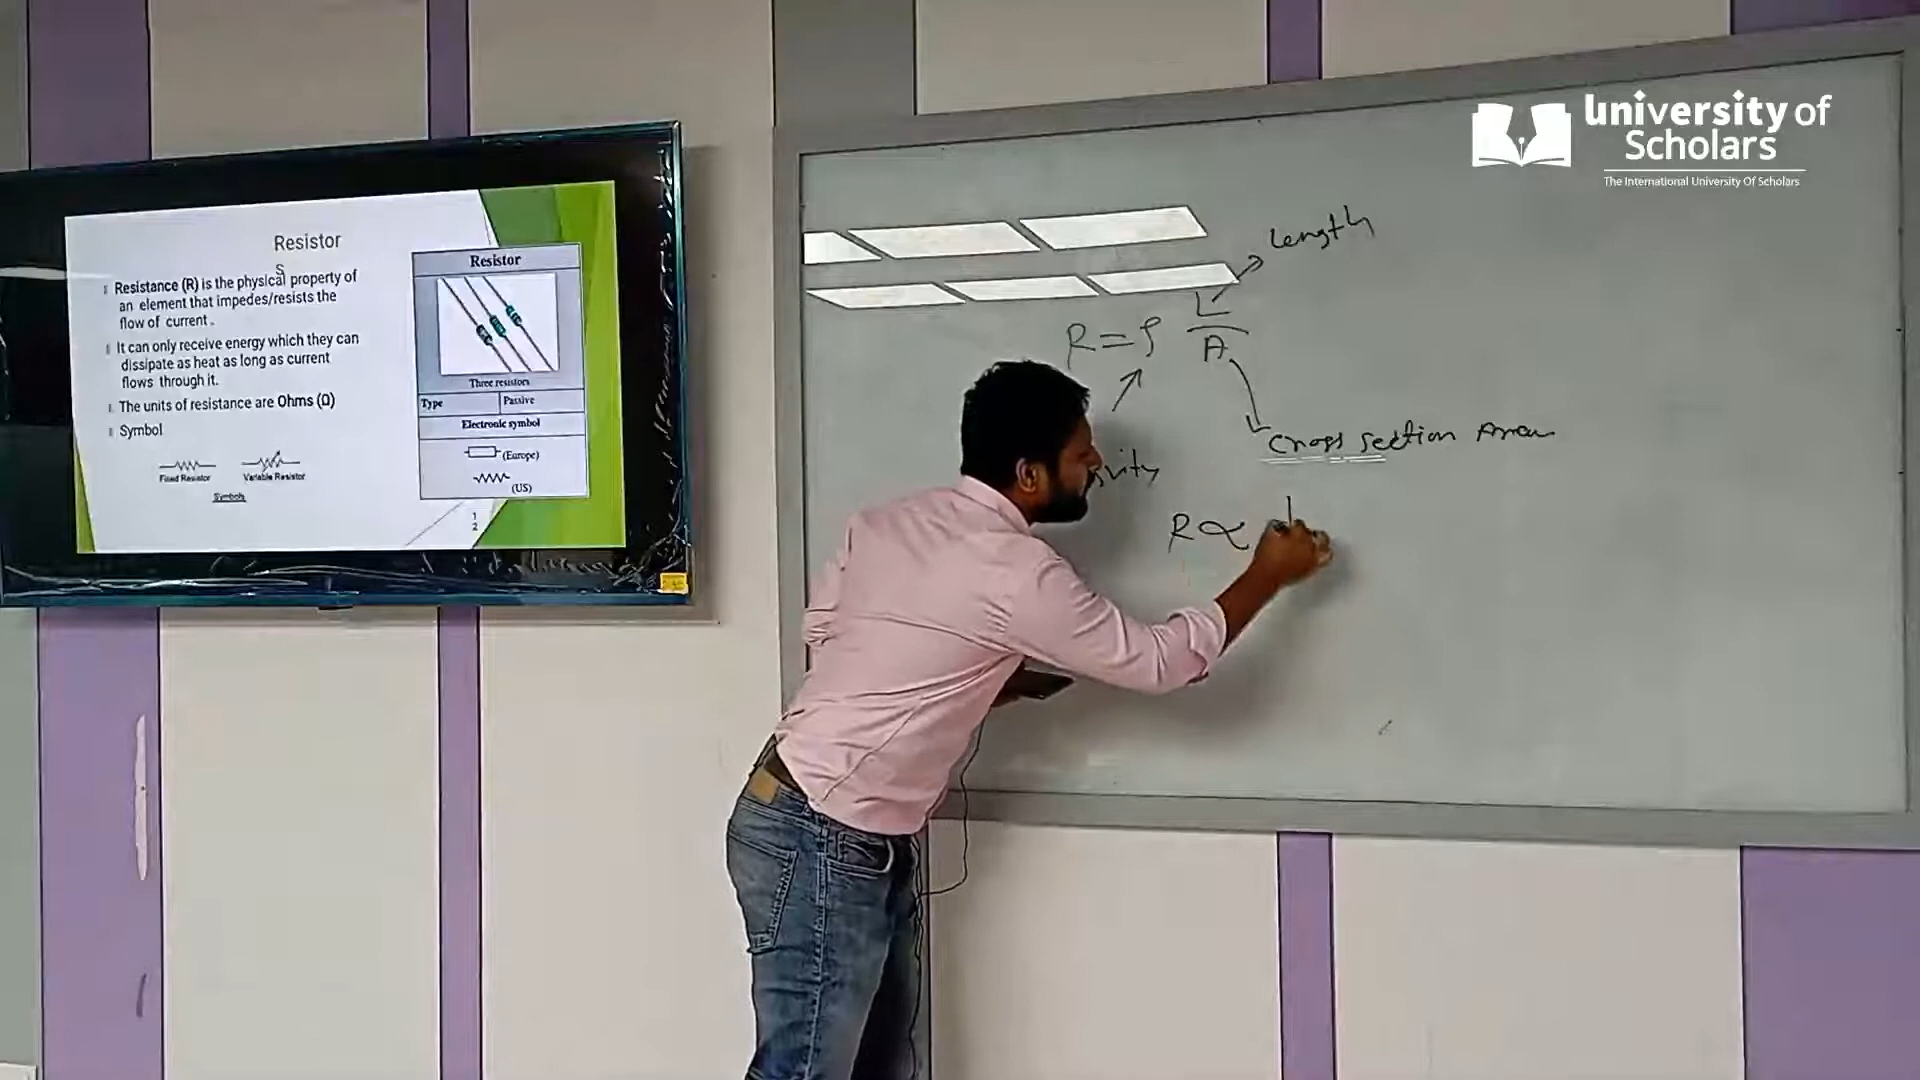 Resistor
s
Resistance (R) is the physical property of
an element that impedes/resists the
flow of current.
It can only receive energy which they can
dissipate as heat as long as current
flows through it.
The units of resistance are Ohms (Ω)
Symbol
Fixed Resistor
Variable Resistor
Symbols
Resistor
Three resistors
Type Passive
Electronic symbol
(Europe)
(US)
1
2
University of
Scholars
The International University Of Scholars
Length
R = ρ L
A
Cross section Area
R ∝